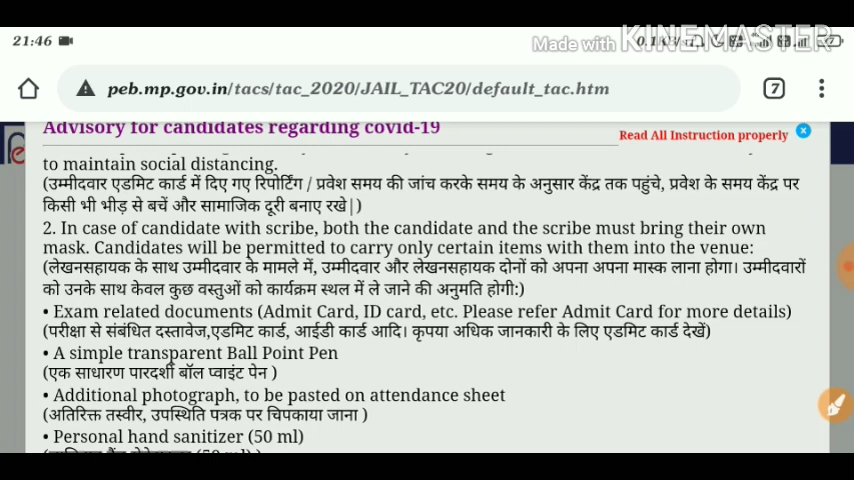 21:46
Made with KINEMASTER
peb.mp.gov.in/tacs/tac_2020/JAIL_TAC20/default_tac.htm
7
Advisory for candidates regarding covid-19
Read All Instruction properly
to maintain social distancing.
(उम्मीदवार एडमिट कार्ड में दिए गए रिपोर्टिंग / प्रवेश समय की जांच करके समय के अनुसार केंद्र तक पहुंचे, प्रवेश के समय केंद्र पर
किसी भी भीड़ से बचें और सामाजिक दूरी बनाए रखे|)
2. In case of candidate with scribe, both the candidate and the scribe must bring their own
mask. Candidates will be permitted to carry only certain items with them into the venue:
(लेखनसहायक के साथ उम्मीदवार के मामले में, उम्मीदवार और लेखनसहायक दोनों को अपना अपना मास्क लाना होगा। उम्मीदवारों
को उनके साथ केवल कुछ वस्तुओं को कार्यक्रम स्थल में ले जाने की अनुमति होगी:)
• Exam related documents (Admit Card, ID card, etc. Please refer Admit Card for more details)
(परीक्षा से संबंधित दस्तावेज,एडमिट कार्ड, आईडी कार्ड आदि। कृपया अधिक जानकारी के लिए एडमिट कार्ड देखें)
• A simple transparent Ball Point Pen
(एक साधारण पारदर्शी बॉल प्वाइंट पेन )
• Additional photograph, to be pasted on attendance sheet
(अतिरिक्त तस्वीर, उपस्थिति पत्रक पर चिपकाया जाना )
• Personal hand sanitizer (50 ml)